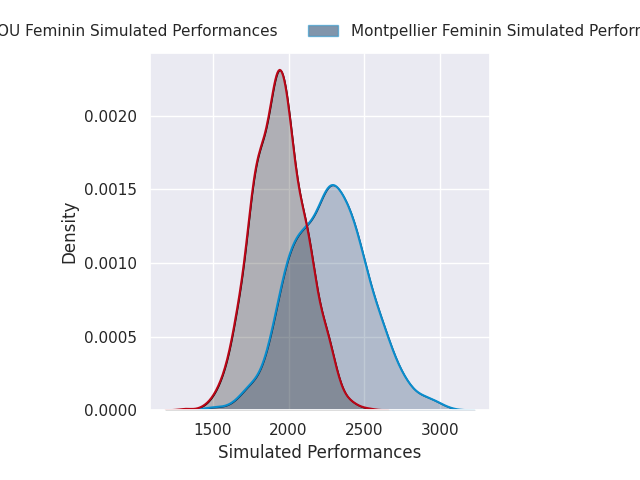 OU Feminin Simulated Performances Montpellier Feminin Simulated
0.0020
0.0015
0.0010
0.0005
0.0000
Density
1500 2000 2500 3000
Simulated Performances